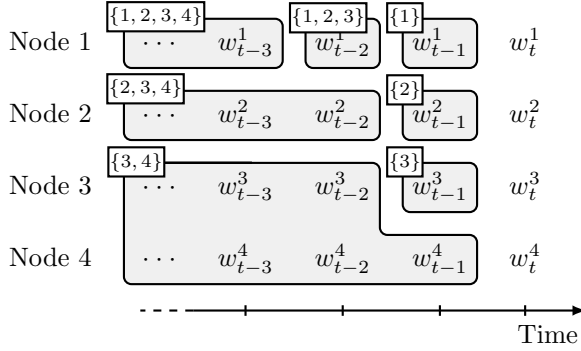 {1, 2, 3, 4} {1, 2, 3} {1}
Node 1 ··· w^1_{t−3} w^1_{t−2} w^1_{t−1} w^1_t
{2, 3, 4} {2}
Node 2 w^2_{t−3} w^2_{t−2} w^2_{t−1} w^2_t
{3, 4} {3}
Node 3 ··· w^3_{t−3} w^3_{t−2} w^3_{t−1} w^3_t
Node 4 ··· w^4_{t−3} w^4_{t−2} w^4_{t−1} w^4_t
Time